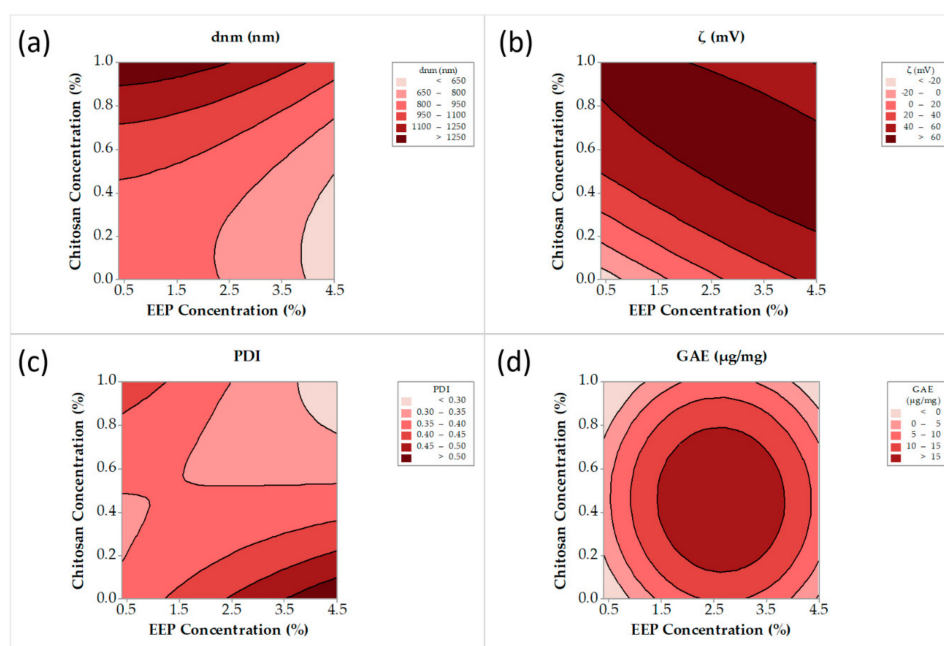 (a)
dnm (nm)
dnm (nm)
< 650
650 – 800
800 – 950
950 – 1100
1100 – 1250
> 1250
Chitosan Concentration (%)
1.0
0.8
0.6
0.4
0.2
0.0
0.5 1.5 2.5 3.5 4.5
EEP Concentration (%)
(b)
ζ (mV)
ζ (mV)
< -20
-20 – 0
0 – 20
20 – 40
40 – 60
> 60
Chitosan Concentration (%)
1.0
0.8
0.6
0.4
0.2
0.0
0.5 1.5 2.5 3.5 4.5
EEP Concentration (%)
(c)
PDI
PDI
< 0.30
0.30 – 0.35
0.35 – 0.40
0.40 – 0.45
0.45 – 0.50
> 0.50
Chitosan Concentration (%)
1.0
0.8
0.6
0.4
0.2
0.0
0.5 1.5 2.5 3.5 4.5
EEP Concentration (%)
(d)
GAE (µg/mg)
GAE
(µg/mg)
< 0
0 – 5
5 – 10
10 – 15
> 15
Chitosan Concentration (%)
1.0
0.8
0.6
0.4
0.2
0.0
0.5 1.5 2.5 3.5 4.5
EEP Concentration (%)